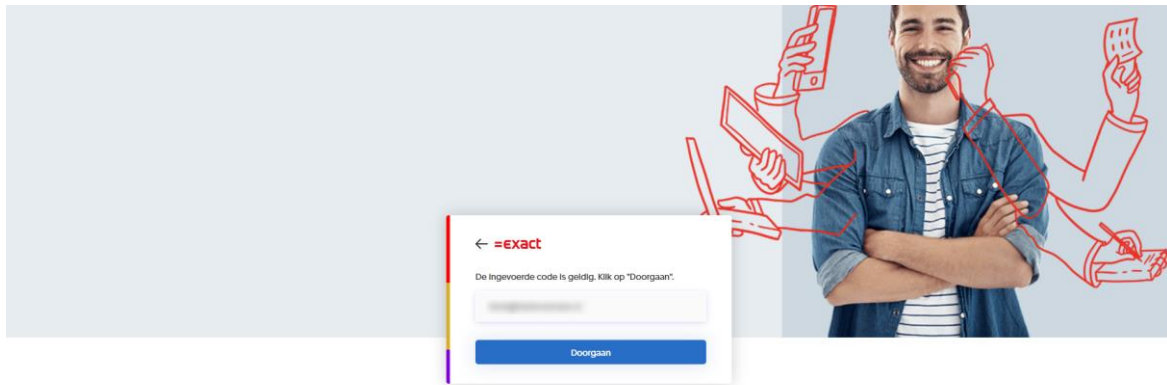 ← =exact
De ingevoerde code is geldig. Klik op "Doorgaan".
Doorgaan